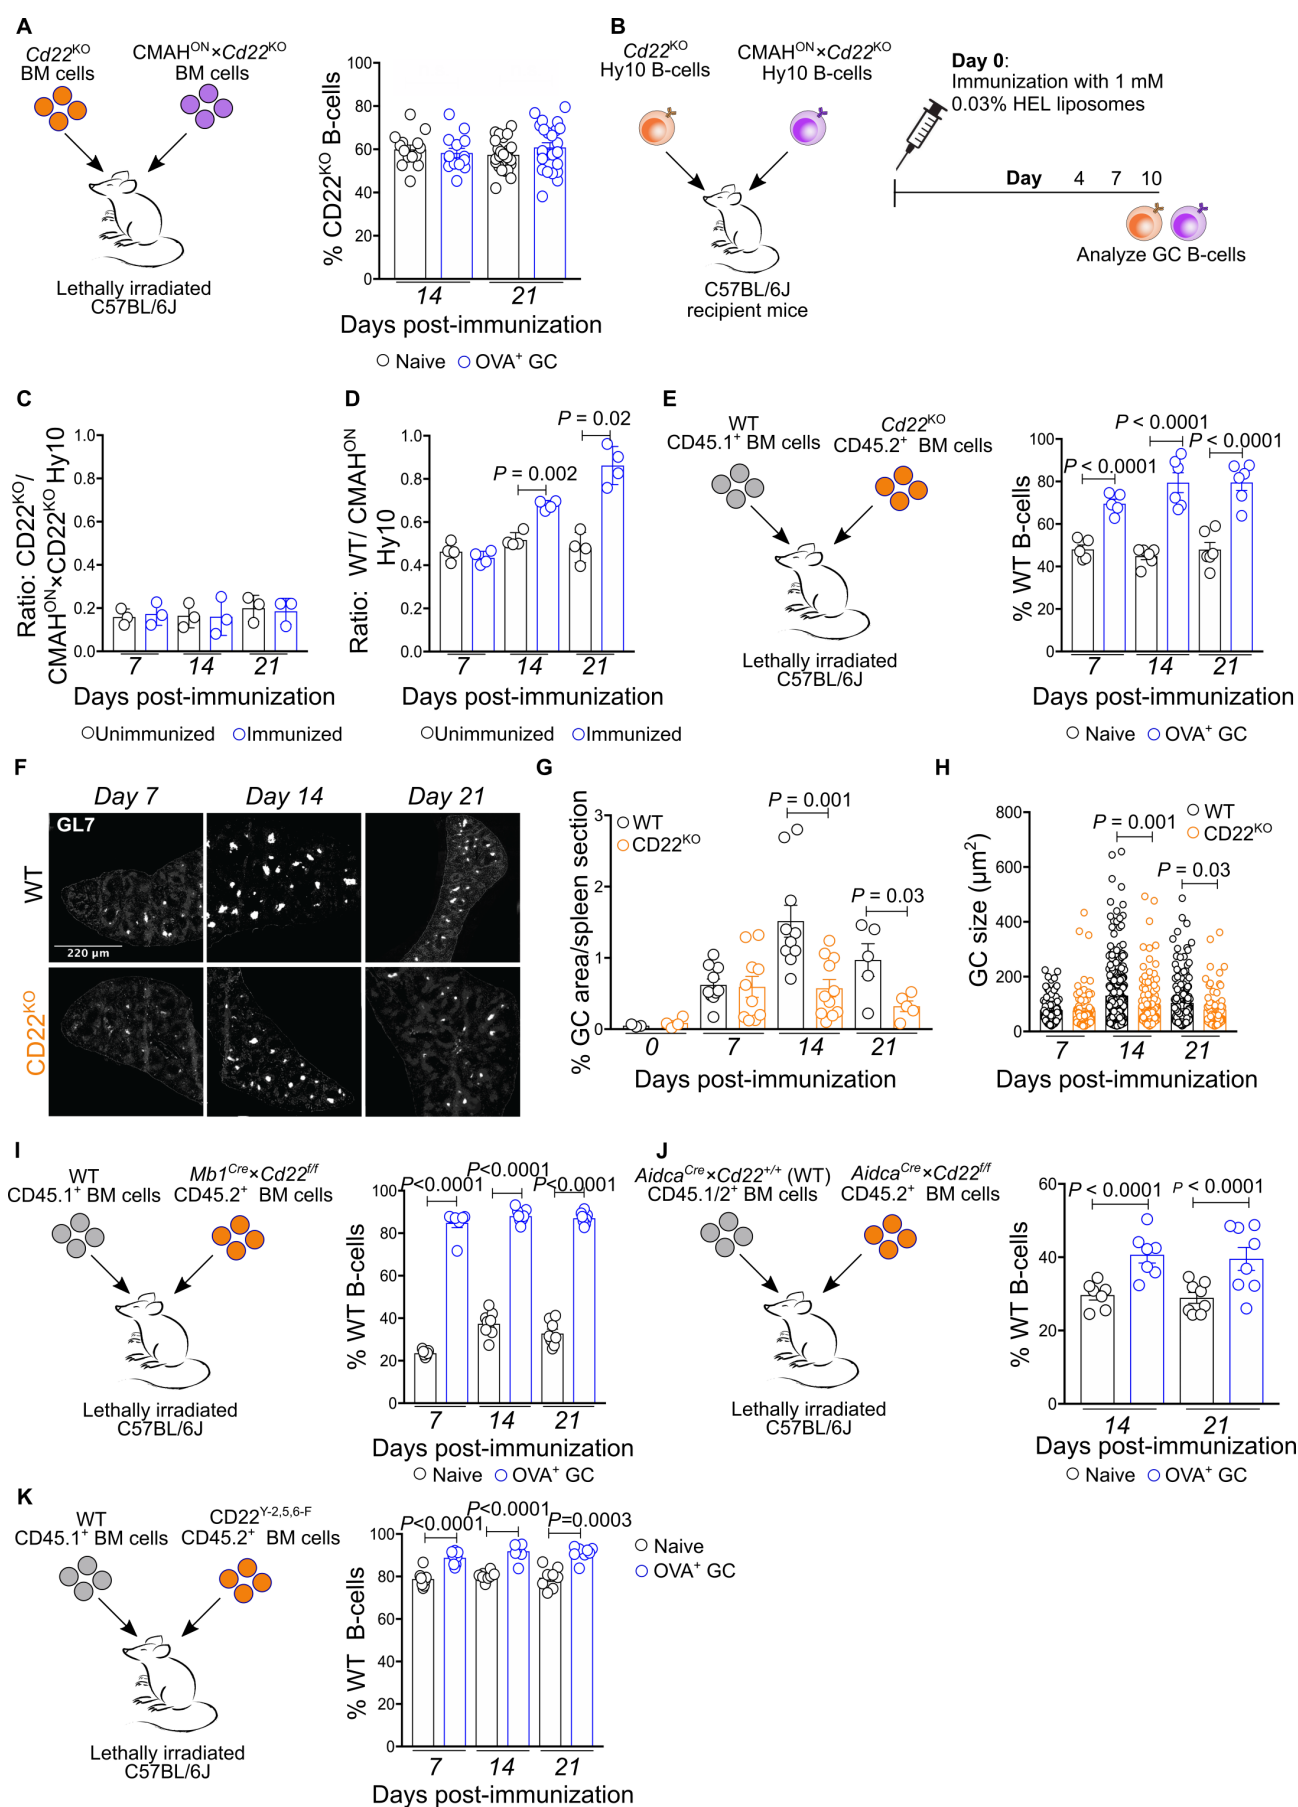 A
Cd22KO
BM cells
CMAHON×Cd22KO
BM cells
Lethally irradiated
C57BL/6J
% CD22KO B-cells
100
80
60
40
20
0
14
21
Days post-immunization
Naive
OVA+ GC
B
Cd22KO
Hy10 B-cells
CMAHON×Cd22KO
Hy10 B-cells
C57BL/6J
recipient mice
Day 0:
Immunization with 1 mM
0.03% HEL liposomes
Day 4 7 10
Analyze GC B-cells
C
Ratio: CD22KO/
CMAHON×CD22KO Hy10
1.0
0.8
0.6
0.4
0.2
0.0
7
14
21
Days post-immunization
Unimmunized
Immunized
D
Ratio: WT/ CMAHON
Hy10
1.0
0.8
0.6
0.4
0.2
0.0
P = 0.002
P = 0.02
7
14
21
Days post-immunization
Unimmunized
Immunized
E
WT
CD45.1+ BM cells
Cd22KO
CD45.2+ BM cells
Lethally irradiated
C57BL/6J
% WT B-cells
100
80
60
40
20
0
P < 0.0001
P < 0.0001
P < 0.0001
7
14
21
Days post-immunization
Naive
OVA+ GC
F
Day 7
Day 14
Day 21
WT
CD22KO
GL7
220 µm
G
% GC area/spleen section
3
2
1
0
WT
CD22KO
P = 0.001
P = 0.03
0
7
14
21
Days post-immunization
H
GC size (µm2)
800
600
400
200
0
WT
CD22KO
P = 0.001
P = 0.03
7
14
21
Days post-immunization
I
WT
CD45.1+ BM cells
Mb1Cre×Cd22f/f
CD45.2+ BM cells
Lethally irradiated
C57BL/6J
% WT B-cells
100
80
60
40
20
0
P<0.0001
P<0.0001
P<0.0001
7
14
21
Days post-immunization
Naive
OVA+ GC
J
AidcaCre×Cd22+/+ (WT)
CD45.1/2+ BM cells
AidcaCre×Cd22f/f
CD45.2+ BM cells
Lethally irradiated
C57BL/6J
% WT B-cells
60
40
20
0
P < 0.0001
P < 0.0001
14
21
Days post-immunization
Naive
OVA+ GC
K
WT
CD45.1+ BM cells
CD22Y-2,5,6-F
CD45.2+ BM cells
Lethally irradiated
C57BL/6J
% WT B-cells
100
80
60
40
20
0
P<0.0001
P<0.0001
P=0.0003
Naive
OVA+ GC
7
14
21
Days post-immunization